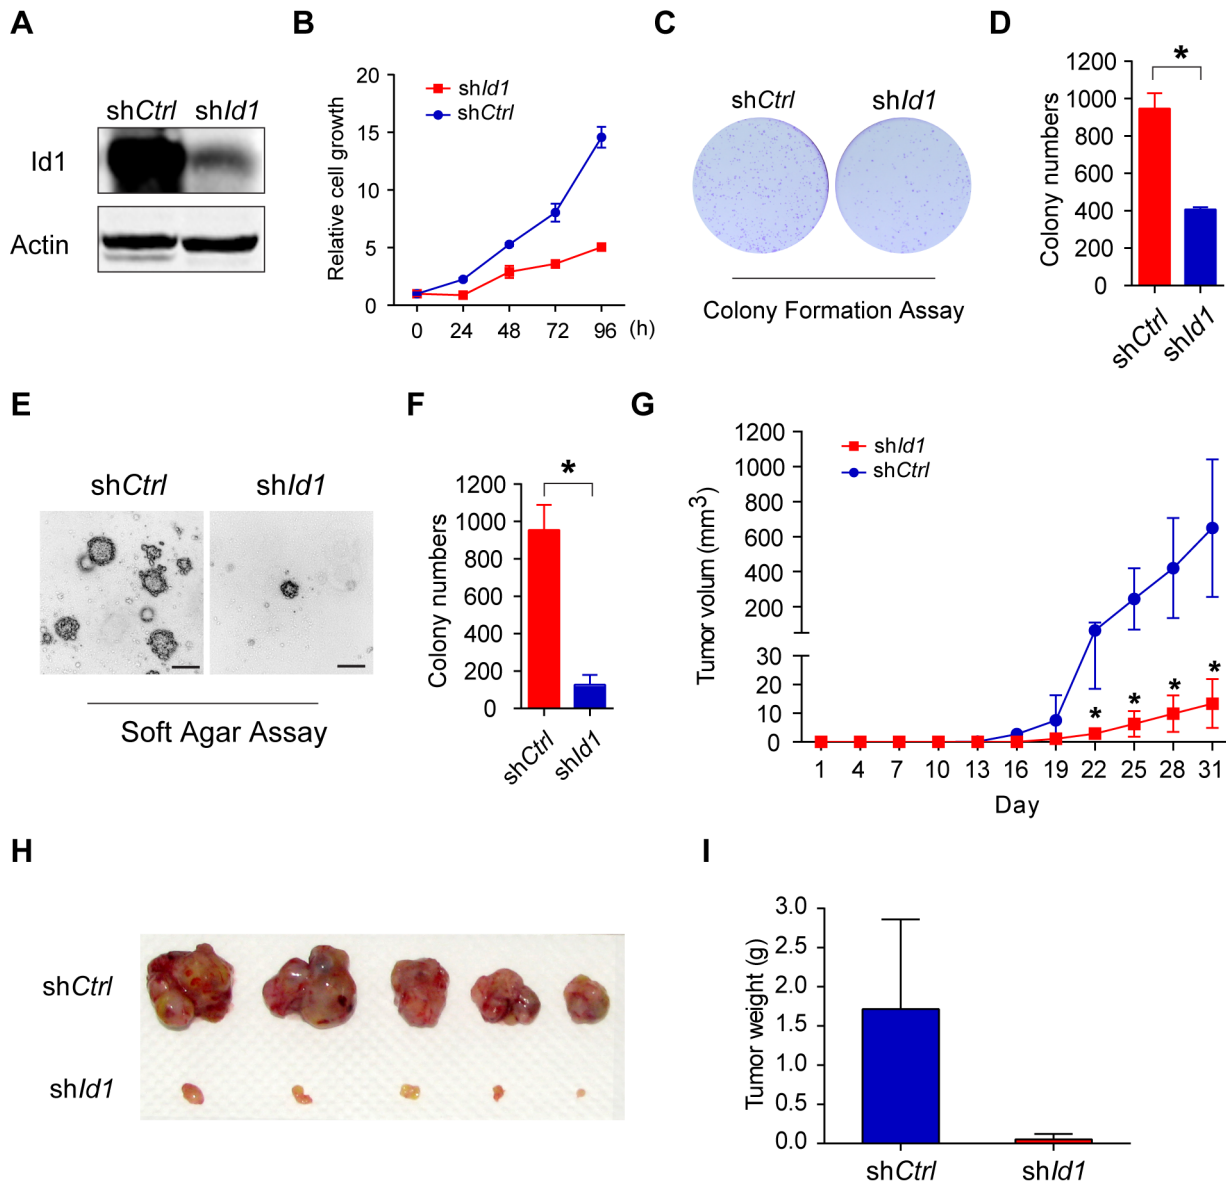 A
shCtrl shId1
Id1
Actin
B
20
15
10
5
0
Relative cell growth
shId1
shCtrl
0 24 48 72 96 (h)
C
shCtrl shId1
Colony Formation Assay
D
*
1200
1000
800
600
400
200
0
Colony numbers
shCtrl shId1
E
shCtrl shId1
Soft Agar Assay
F
*
1200
1000
800
600
400
200
0
Colony numbers
shCtrl shId1
G
1200
1000
800
600
400
200
30
20
10
0
Tumor volum (mm3)
shId1
shCtrl
* * * *
1 4 7 10 13 16 19 22 25 28 31
Day
H
shCtrl
shId1
I
3.0
2.5
2.0
1.5
1.0
0.5
0.0
Tumor weight (g)
shCtrl shId1